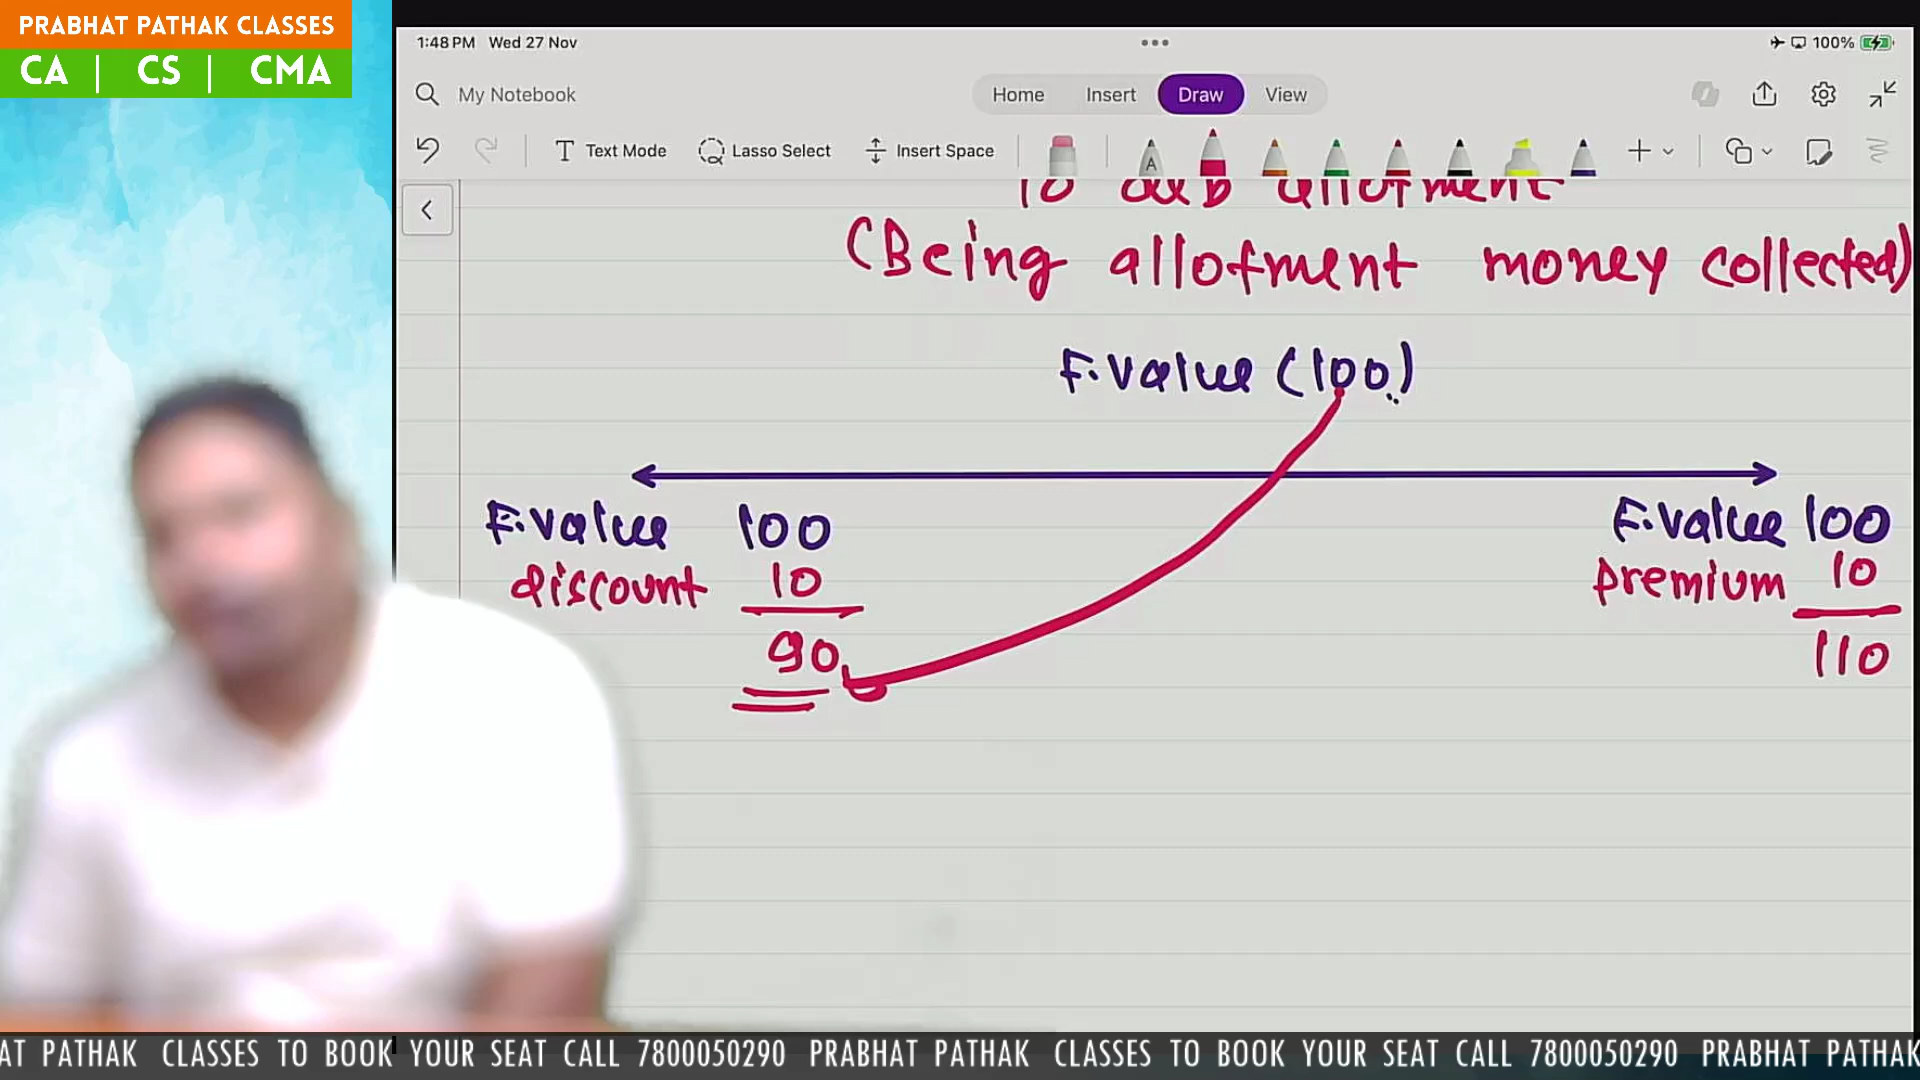 PRABHAT PATHAK CLASSES
CA | CS | CMA
1:48 PM Wed 27 Nov
100%
My Notebook
Home Insert Draw View
Text Mode Lasso Select Insert Space
A
To deb allotment
(Being allotment money collected)
F.Value (100)
F.Value 100
discount 10
90
F.Value 100
Premium 10
110
AT PATHAK CLASSES TO BOOK YOUR SEAT CALL 7800050290 PRABHAT PATHAK CLASSES TO BOOK YOUR SEAT CALL 7800050290 PRABHAT PATHAK